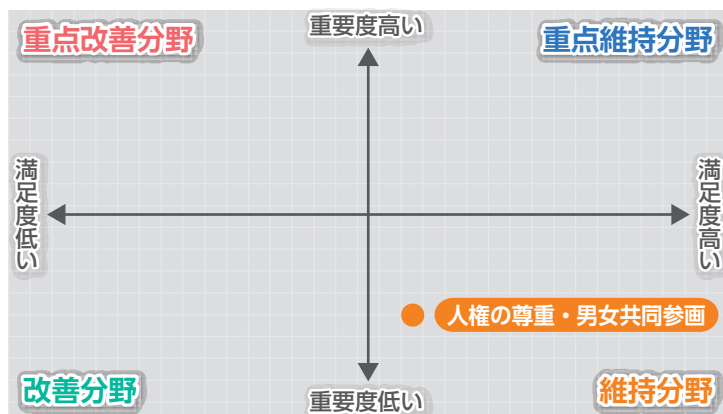 重点改善分野
重要度高い
重点維持分野
満足度低い
満足度高い
人権の尊重・男女共同参画
改善分野
重要度低い
維持分野